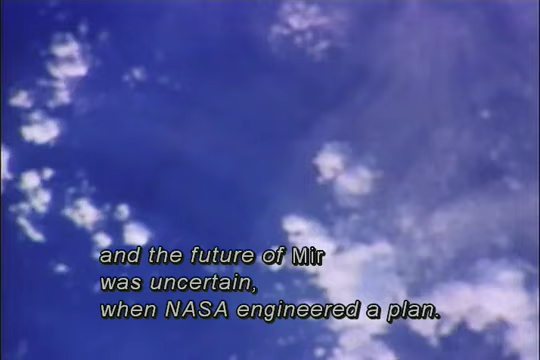 and the future of Mir
was uncertain,
when NASA engineered a plan.